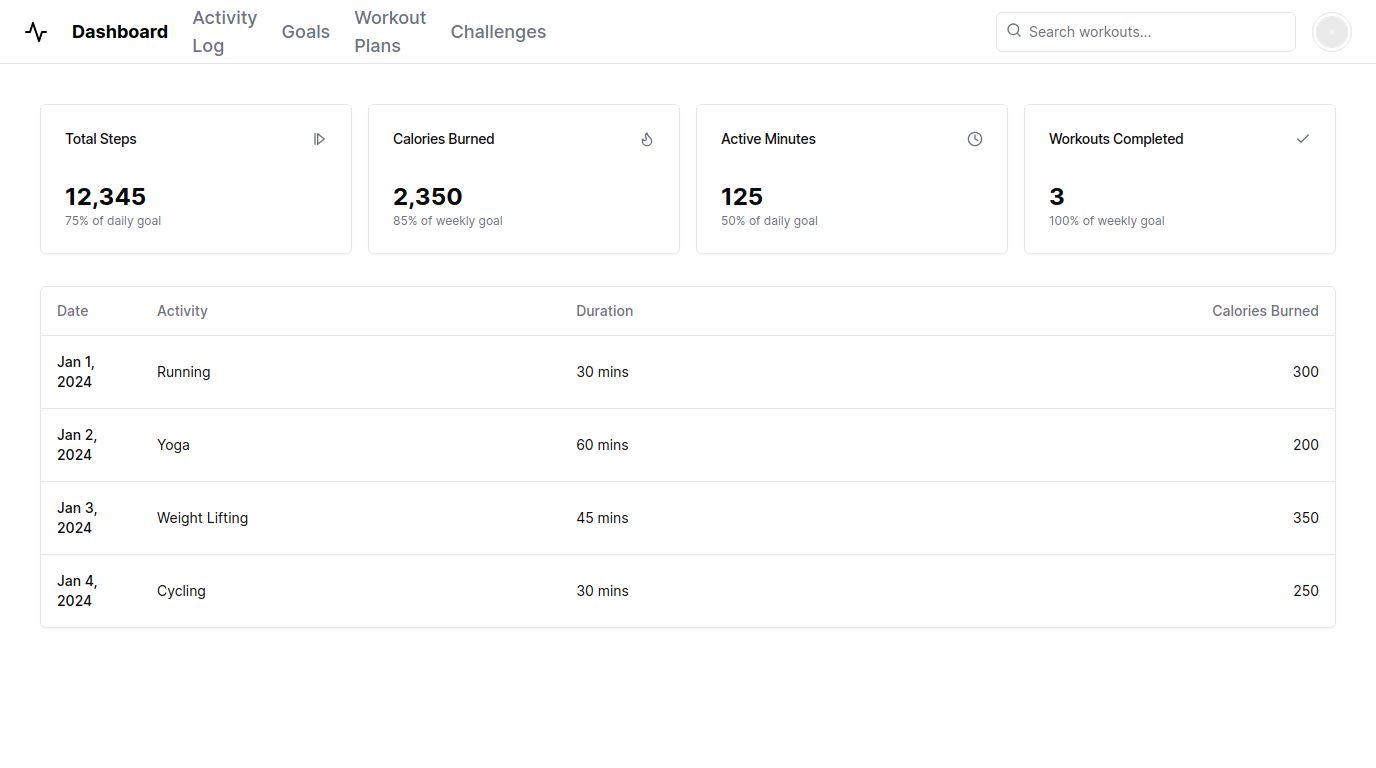 Dashboard
Activity
Log
Goals
Workout
Plans
Challenges
Search workouts...
Total Steps
12,345
75% of daily goal
Calories Burned
2,350
85% of weekly goal
Active Minutes
125
50% of daily goal
Workouts Completed
3
100% of weekly goal
Date Activity Duration Calories Burned
Jan 1,
2024
Running 30 mins 300
Jan 2,
2024
Yoga 60 mins 200
Jan 3,
2024
Weight Lifting 45 mins 350
Jan 4,
2024
Cycling 30 mins 250